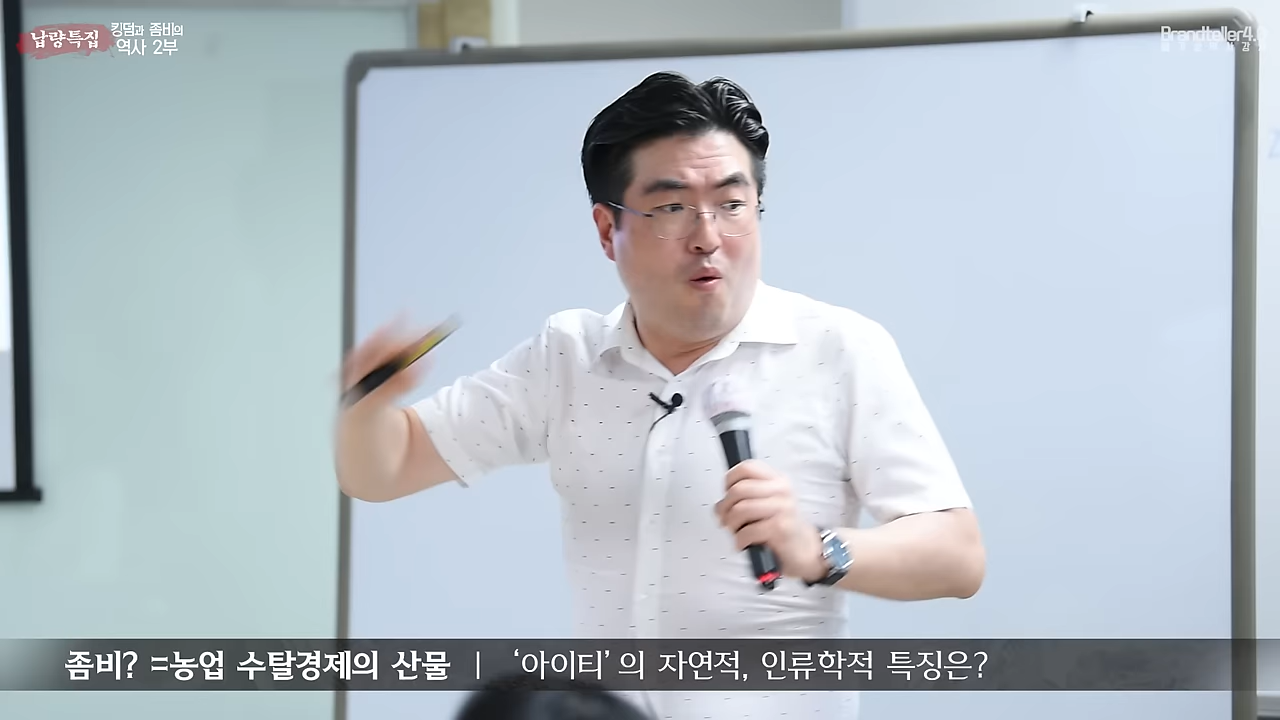 납량특집
킹덤과 좀비의
역사 2부
Brandteller4.0
좀비? =농업 수탈경제의 산물 | ‘아이티’의 자연적, 인류학적 특징은?